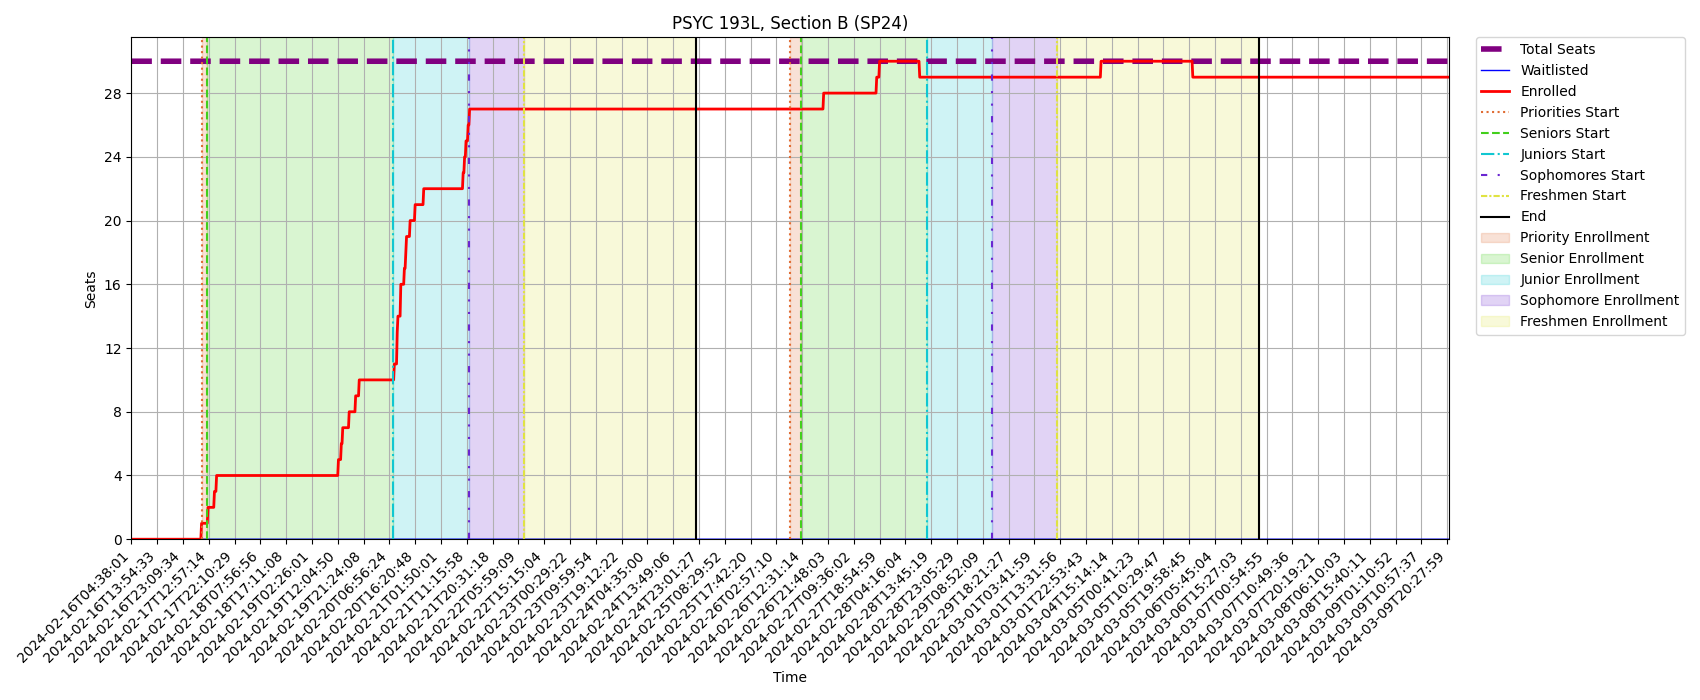 PSYC 193L, Section B (SP24)
Seats
28
24
20
16
12
8
4
0
2024-02-16T04:38:01
2024-02-16T13:54:33
2024-02-16T23:09:34
2024-02-17T12:57:14
2024-02-17T22:10:29
2024-02-18T07:56:56
2024-02-18T17:11:08
2024-02-19T02:26:01
2024-02-19T12:04:50
2024-02-19T21:24:08
2024-02-20T06:56:24
2024-02-20T16:20:48
2024-02-21T01:50:01
2024-02-21T11:15:58
2024-02-21T20:31:18
2024-02-22T05:59:09
2024-02-22T15:15:04
2024-02-23T00:29:22
2024-02-23T09:59:54
2024-02-23T19:12:22
2024-02-24T04:35:00
2024-02-24T13:49:06
2024-02-24T23:01:27
2024-02-25T08:29:52
2024-02-25T17:42:20
2024-02-26T02:57:10
2024-02-26T12:31:14
2024-02-26T21:48:03
2024-02-27T09:36:02
2024-02-27T18:54:59
2024-02-28T04:16:04
2024-02-28T13:45:19
2024-02-28T23:05:29
2024-02-29T08:52:09
2024-02-29T18:21:27
2024-03-01T03:41:59
2024-03-01T13:31:56
2024-03-01T22:53:43
2024-03-04T15:14:14
2024-03-05T00:41:23
2024-03-05T10:29:47
2024-03-05T19:58:45
2024-03-06T05:45:04
2024-03-06T15:27:03
2024-03-07T00:54:55
2024-03-07T10:49:36
2024-03-07T20:19:21
2024-03-08T06:10:03
2024-03-08T15:40:11
2024-03-09T01:10:52
2024-03-09T10:57:37
2024-03-09T20:27:59
Time
Total Seats
Waitlisted
Enrolled
Priorities Start
Seniors Start
Juniors Start
Sophomores Start
Freshmen Start
End
Priority Enrollment
Senior Enrollment
Junior Enrollment
Sophomore Enrollment
Freshmen Enrollment